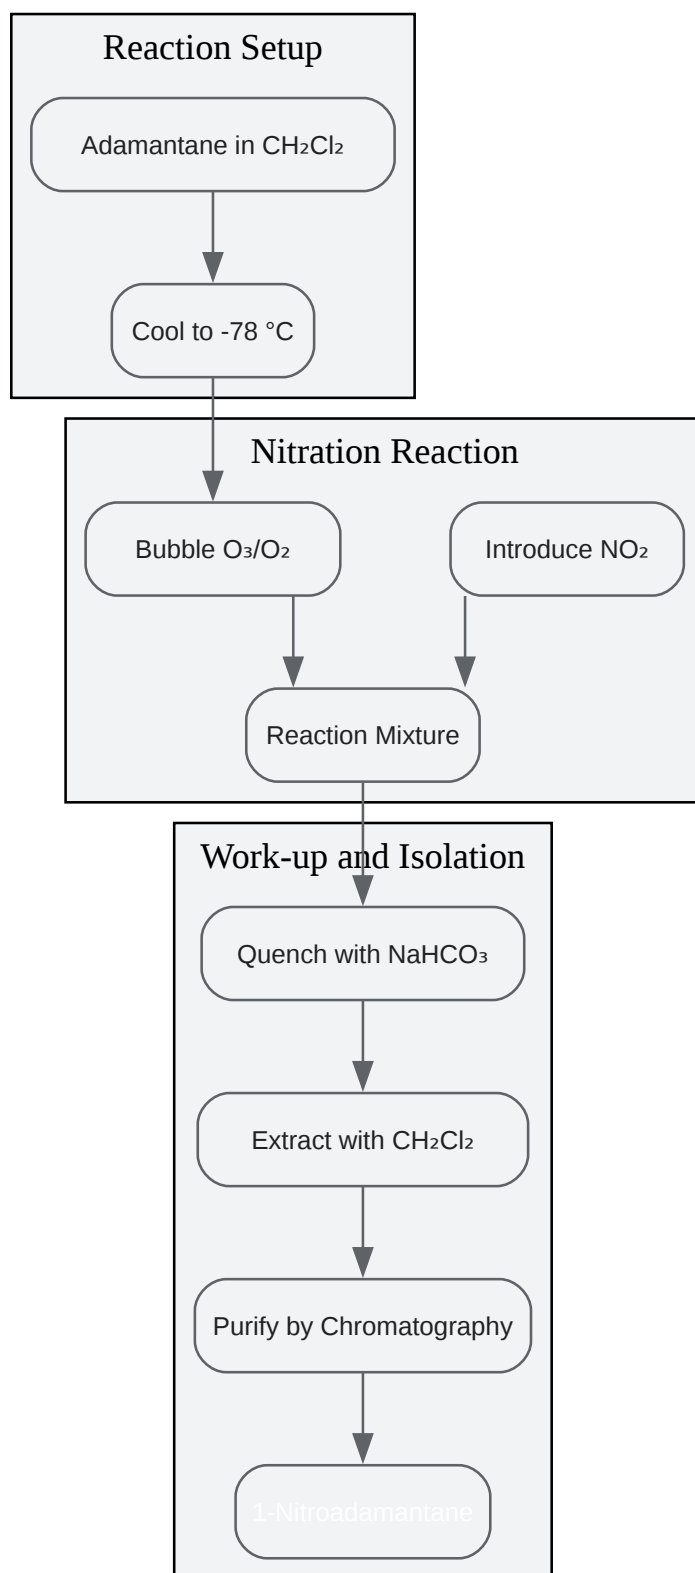 Reaction Setup
Adamantane in CH₂Cl₂
Cool to -78 °C
Nitration Reaction
Bubble O₃/O₂
Introduce NO₂
Reaction Mixture
Work-up and Isolation
Quench with NaHCO₃
Extract with CH₂Cl₂
Purify by Chromatography
1-Nitroadamantane